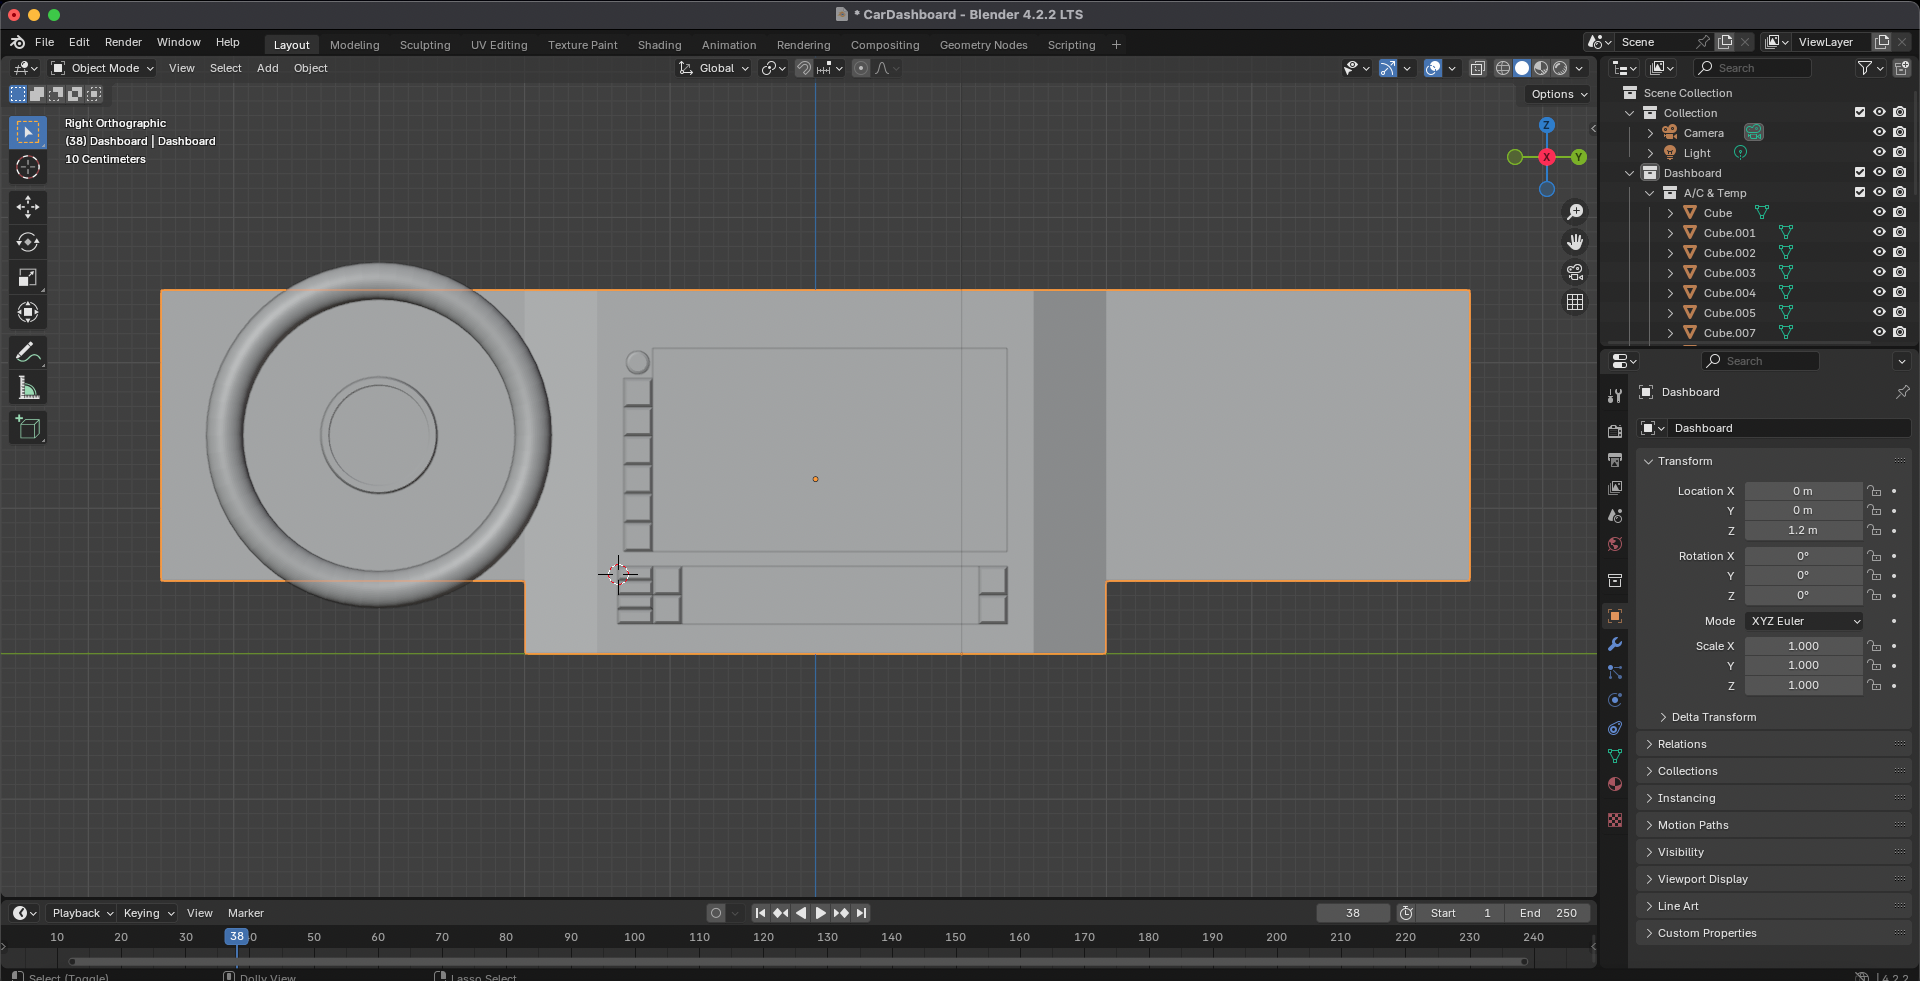 * CarDashboard - Blender 4.2.2 LTS
File Edit Render Window Help Layout Modeling Sculpting UV Editing Texture Paint Shading Animation Rendering Compositing Geometry Nodes Scripting + Scene ViewLayer
Object Mode View Select Add Object Global Search
Options
Right Orthographic
(38) Dashboard | Dashboard
10 Centimeters
Z
X
Y
Scene Collection
Collection
Camera
Light
Dashboard
A/C & Temp
Cube
Cube.001
Cube.002
Cube.003
Cube.004
Cube.005
Cube.007
Search
Dashboard
Dashboard
Transform
Location X 0 m
Y 0 m
Z 1.2 m
Rotation X 0°
Y 0°
Z 0°
Mode XYZ Euler
Scale X 1.000
Y 1.000
Z 1.000
Delta Transform
Relations
Collections
Instancing
Motion Paths
Visibility
Viewport Display
Line Art
Custom Properties
Playback Keying View Marker 38 Start 1 End 250
10 20 30 38 50 60 70 80 90 100 110 120 130 140 150 160 170 180 190 200 210 220 230 240
Select (Toggle) Dolly View Lasso Select 4.2.2